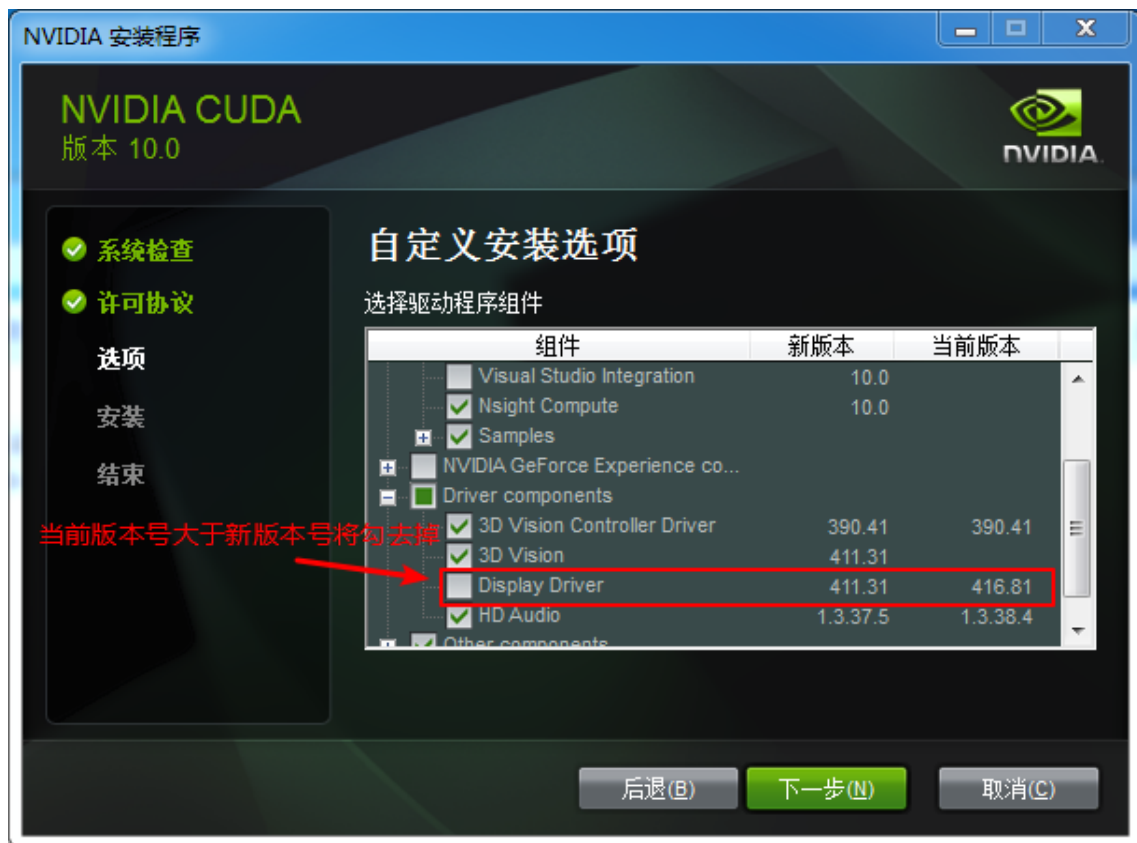 NVIDIA 安装程序
NVIDIA CUDA
版本 10.0
NVIDIA
系统检查
许可协议
选项
安装
结束
自定义安装选项
选择驱动程序组件
组件 新版本 当前版本
Visual Studio Integration 10.0
Nsight Compute 10.0
Samples
NVIDIA GeForce Experience co...
Driver components
3D Vision Controller Driver 390.41 390.41
当前版本号大于新版本号将勾去掉
3D Vision 411.31
Display Driver 411.31 416.81
HD Audio 1.3.37.5 1.3.38.4
Other components
后退(B) 下一步(N) 取消(C)